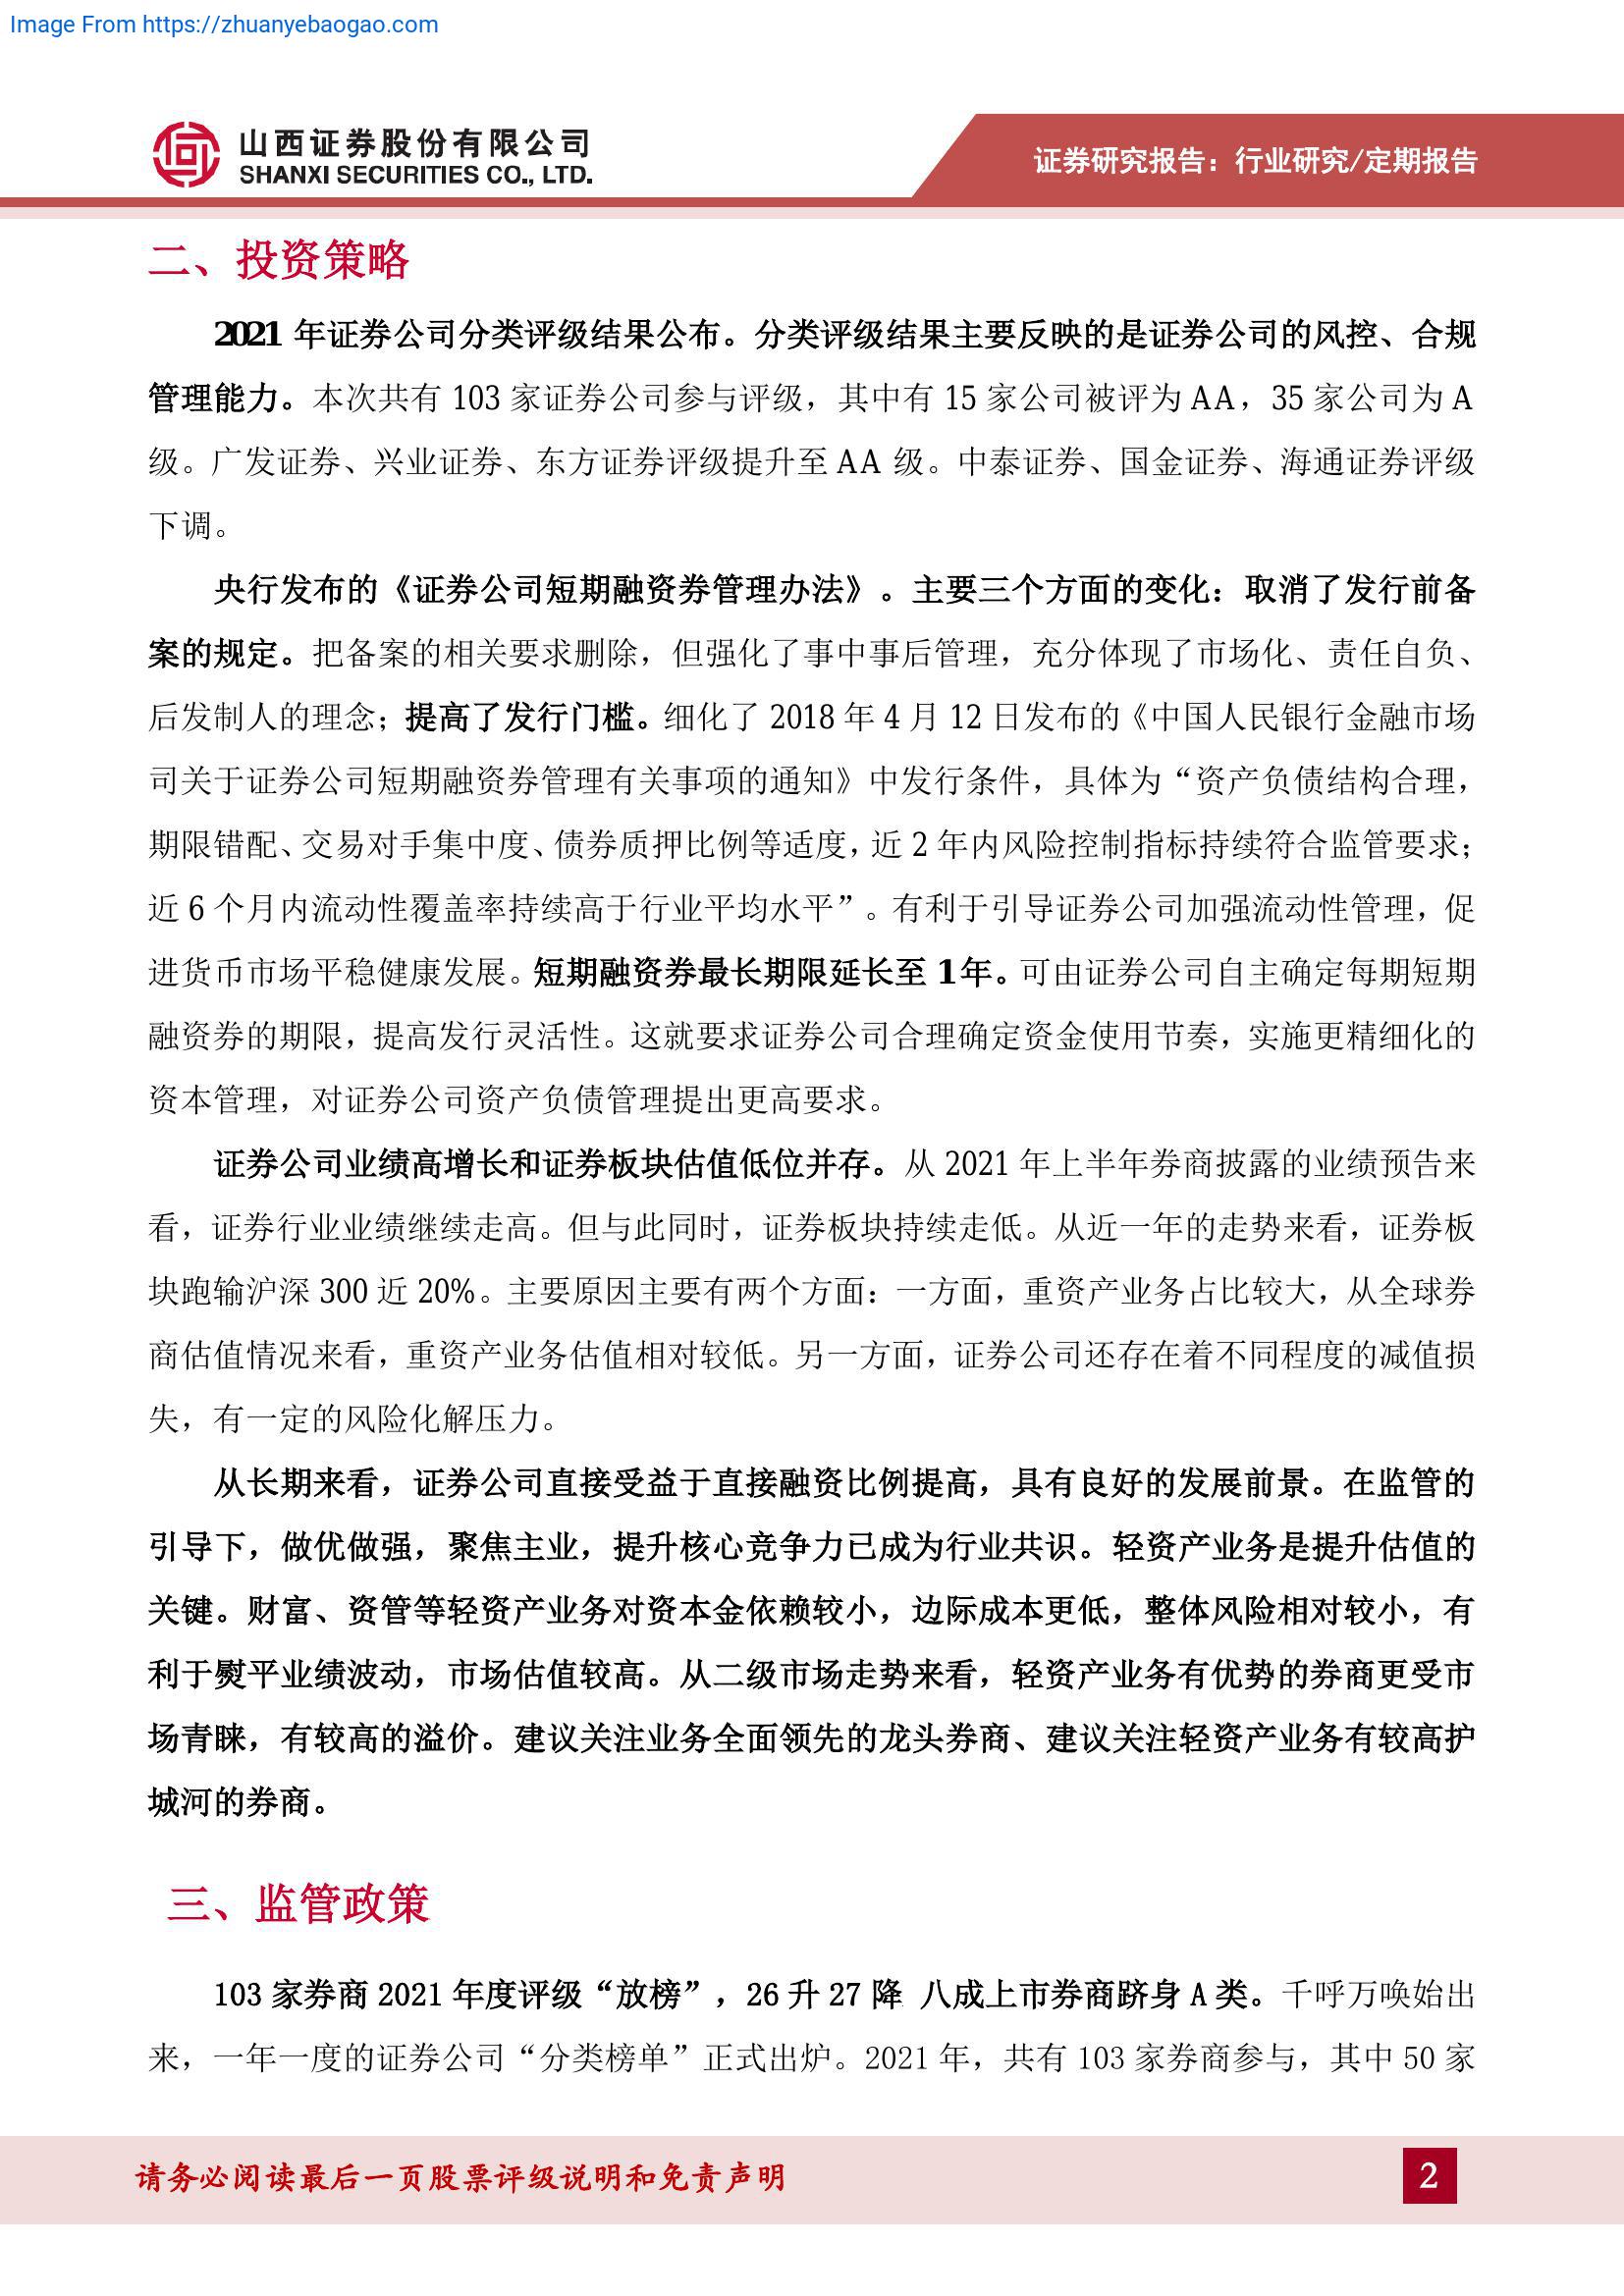 Image From https://zhuanyebaogao.com
山西证券股份有限公司
SHANXI SECURITIES CO., LTD.
证券研究报告：行业研究/定期报告
二、投资策略
2021 年证券公司分类评级结果公布。分类评级结果主要反映的是证券公司的风控、合规
管理能力。本次共有 103 家证券公司参与评级，其中有 15 家公司被评为 AA，35 家公司为 A
级。广发证券、兴业证券、东方证券评级提升至 AA 级。中泰证券、国金证券、海通证券评级
下调。
央行发布的《证券公司短期融资券管理办法》。主要三个方面的变化：取消了发行前备
案的规定。把备案的相关要求删除，但强化了事中事后管理，充分体现了市场化、责任自负、
后发制人的理念；提高了发行门槛。细化了 2018 年 4 月 12 日发布的《中国人民银行金融市场
司关于证券公司短期融资券管理有关事项的通知》中发行条件，具体为“资产负债结构合理，
期限错配、交易对手集中度、债券质押比例等适度，近 2 年内风险控制指标持续符合监管要求；
近 6 个月内流动性覆盖率持续高于行业平均水平”。有利于引导证券公司加强流动性管理，促
进货币市场平稳健康发展。短期融资券最长期限延长至 1 年。可由证券公司自主确定每期短期
融资券的期限，提高发行灵活性。这就要求证券公司合理确定资金使用节奏，实施更精细化的
资本管理，对证券公司资产负债管理提出更高要求。
证券公司业绩高增长和证券板块估值低位并存。从 2021 年上半年券商披露的业绩预告来
看，证券行业业绩继续走高。但与此同时，证券板块持续走低。从近一年的走势来看，证券板
块跑输沪深 300 近 20%。主要原因主要有两个方面：一方面，重资产业务占比较大，从全球券
商估值情况来看，重资产业务估值相对较低。另一方面，证券公司还存在着不同程度的减值损
失，有一定的风险化解压力。
从长期来看，证券公司直接受益于直接融资比例提高，具有良好的发展前景。在监管的
引导下，做优做强，聚焦主业，提升核心竞争力已成为行业共识。轻资产业务是提升估值的
关键。财富、资管等轻资产业务对资本金依赖较小，边际成本更低，整体风险相对较小，有
利于熨平业绩波动，市场估值较高。从二级市场走势来看，轻资产业务有优势的券商更受市
场青睐，有较高的溢价。建议关注业务全面领先的龙头券商、建议关注轻资产业务有较高护
城河的券商。
三、监管政策
103 家券商 2021 年度评级“放榜”，26 升 27 降 八成上市券商跻身 A 类。千呼万唤始出
来，一年一度的证券公司“分类榜单”正式出炉。2021 年，共有 103 家券商参与，其中 50 家
请务必阅读最后一页股票评级说明和免责声明
2